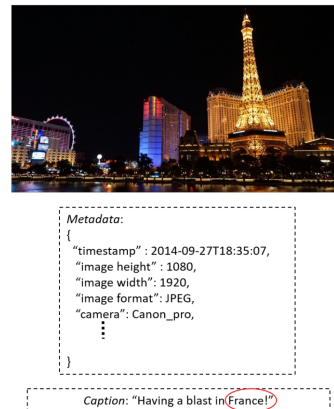 Metadata:
{
"timestamp" : 2014-09-27T18:35:07,
"image height" : 1080,
"image width": 1920,
"image format": JPEG,
"camera": Canon_pro,
}
Caption: "Having a blast in France!"